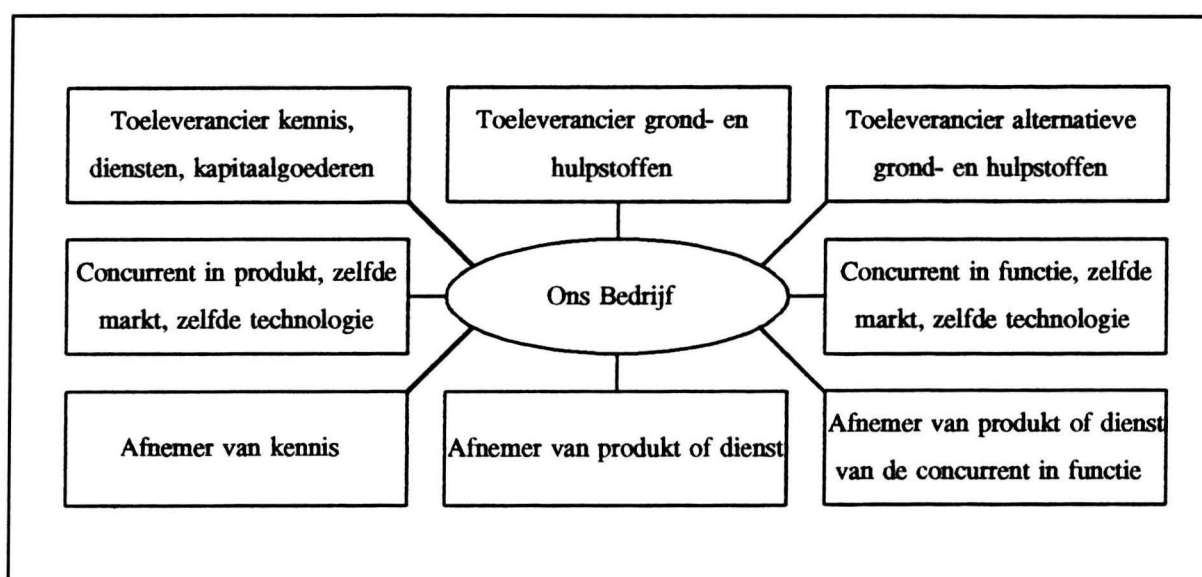 Toeleverancier kennis,
diensten, kapitaalgoederen
Toeleverancier grond- en
hulpstoffen
Toeleverancier alternatieve
grond- en hulpstoffen
Concurrent in produkt, zelfde
markt, zelfde technologie
Ons Bedrijf
Concurrent in functie, zelfde
markt, zelfde technologie
Afnemer van kennis
Afnemer van produkt of dienst
Afnemer van produkt of dienst
van de concurrent in functie